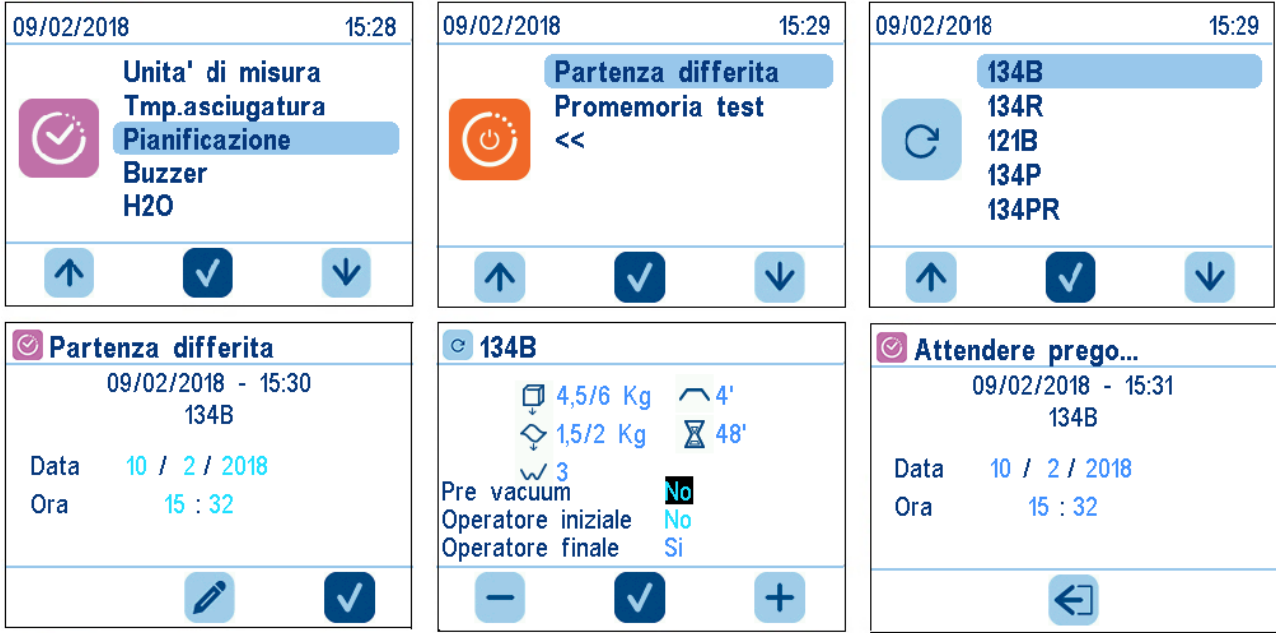 09/02/2018 15:28
Unita' di misura
Tmp.asciugatura
Pianificazione
Buzzer
H2O
09/02/2018 15:29
Partenza differita
Promemoria test
<<
09/02/2018 15:29
134B
134R
121B
134P
134PR
Partenza differita
09/02/2018 - 15:30
134B
Data 10 / 2 / 2018
Ora 15 : 32
134B
4,5/6 Kg 4'
1,5/2 Kg 48'
3
Pre vacuum No
Operatore iniziale No
Operatore finale Si
Attendere prego...
09/02/2018 - 15:31
134B
Data 10 / 2 / 2018
Ora 15 : 32